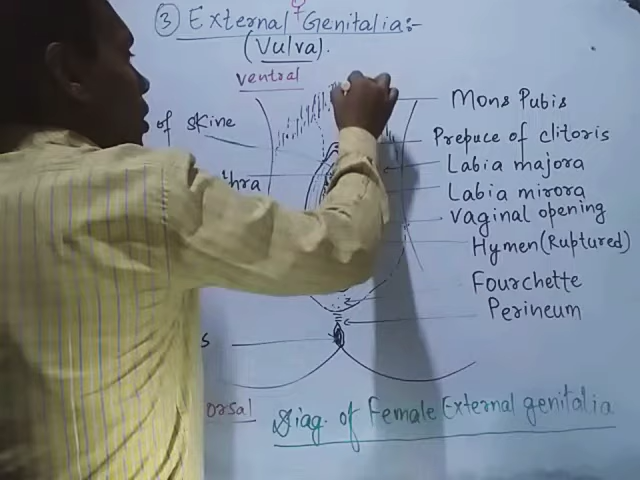 ③ External Genitalia:-
♀
(Vulva).
ventral
Mons Pubis
of skine
Prepuce of clitoris
Labia majora
thra
Labia mirora
vaginal opening
Hymen (Ruptured)
Fourchette
Perineum
s
orsal
Diag. of Female External genitalia